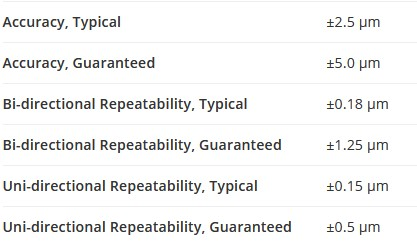 Accuracy, Typical ±2.5 µm
Accuracy, Guaranteed ±5.0 µm
Bi-directional Repeatability, Typical ±0.18 µm
Bi-directional Repeatability, Guaranteed ±1.25 µm
Uni-directional Repeatability, Typical ±0.15 µm
Uni-directional Repeatability, Guaranteed ±0.5 µm